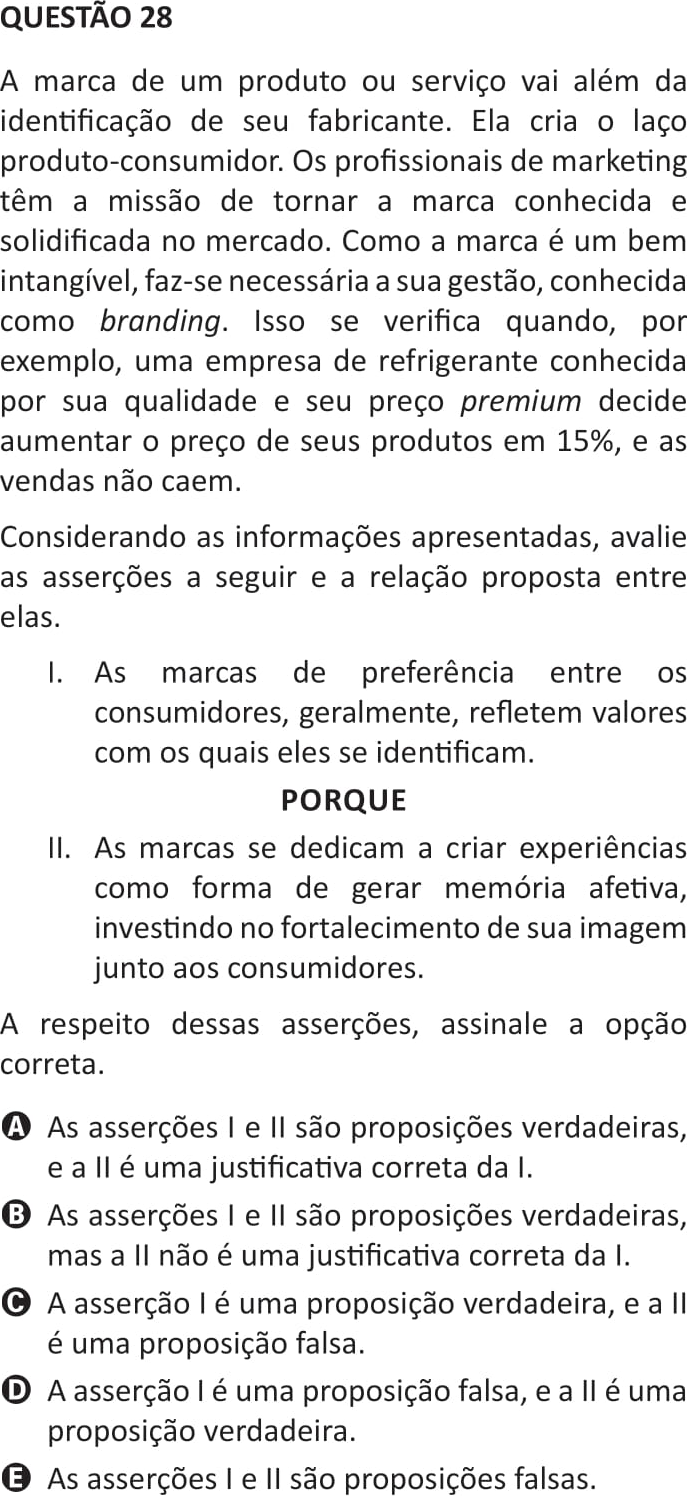 QUESTÃO 28
A marca de um produto ou serviço vai além da
identificação de seu fabricante. Ela cria o laço
produto-consumidor. Os profissionais de marketing
têm a missão de tornar a marca conhecida e
solidificada no mercado. Como a marca é um bem
intangível, faz-se necessária a sua gestão, conhecida
como branding. Isso se verifica quando, por
exemplo, uma empresa de refrigerante conhecida
por sua qualidade e seu preço premium decide
aumentar o preço de seus produtos em 15%, e as
vendas não caem.
Considerando as informações apresentadas, avalie
as asserções a seguir e a relação proposta entre
elas.
I. As marcas de preferência entre os
consumidores, geralmente, refletem valores
com os quais eles se identificam.
PORQUE
II. As marcas se dedicam a criar experiências
como forma de gerar memória afetiva,
investindo no fortalecimento de sua imagem
junto aos consumidores.
A respeito dessas asserções, assinale a opção
correta.
A As asserções I e II são proposições verdadeiras,
e a II é uma justificativa correta da I.
B As asserções I e II são proposições verdadeiras,
mas a II não é uma justificativa correta da I.
C A asserção I é uma proposição verdadeira, e a II
é uma proposição falsa.
D A asserção I é uma proposição falsa, e a II é uma
proposição verdadeira.
E As asserções I e II são proposições falsas.